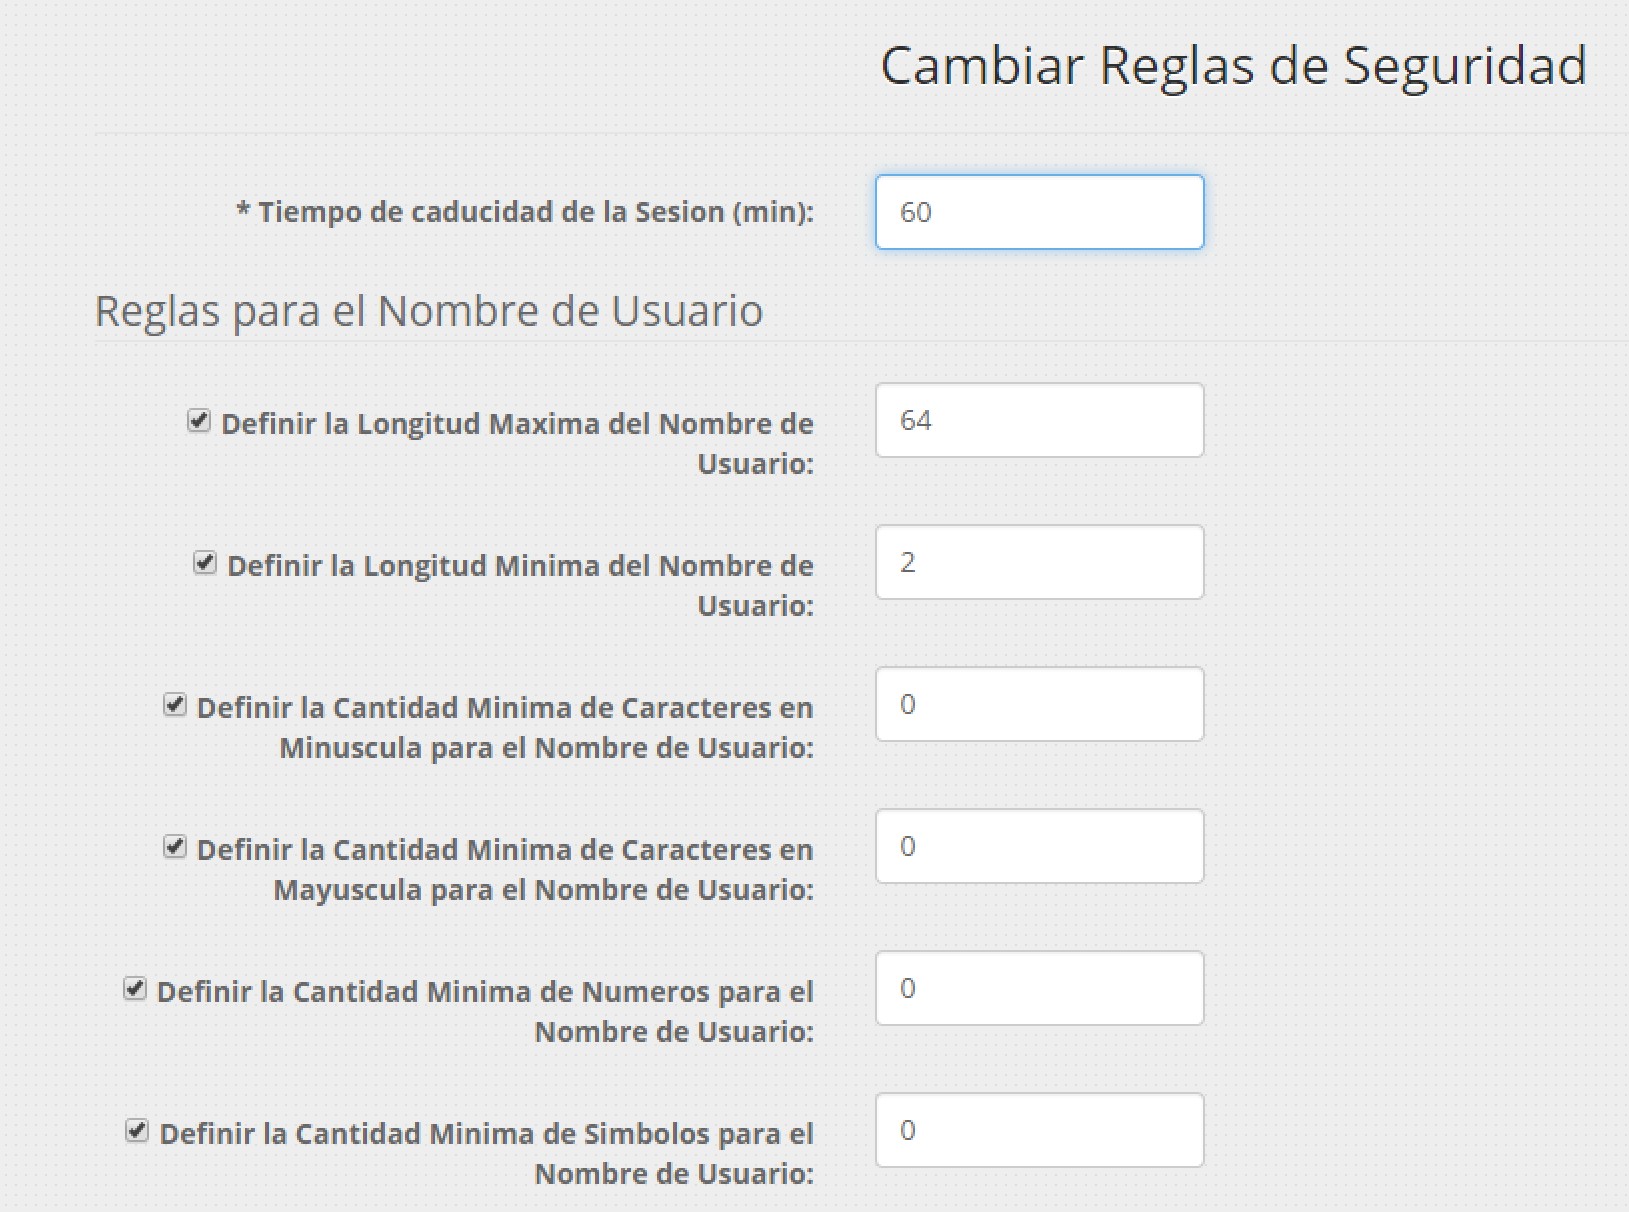 Cambiar Reglas de Seguridad
* Tiempo de caducidad de la Sesion (min): 60
Reglas para el Nombre de Usuario
Definir la Longitud Maxima del Nombre de 64
Usuario:
Definir la Longitud Minima del Nombre de 2
Usuario:
Definir la Cantidad Minima de Caracteres en 0
Minuscula para el Nombre de Usuario:
Definir la Cantidad Minima de Caracteres en 0
Mayuscula para el Nombre de Usuario:
Definir la Cantidad Minima de Numeros para el 0
Nombre de Usuario:
Definir la Cantidad Minima de Simbolos para el 0
Nombre de Usuario: